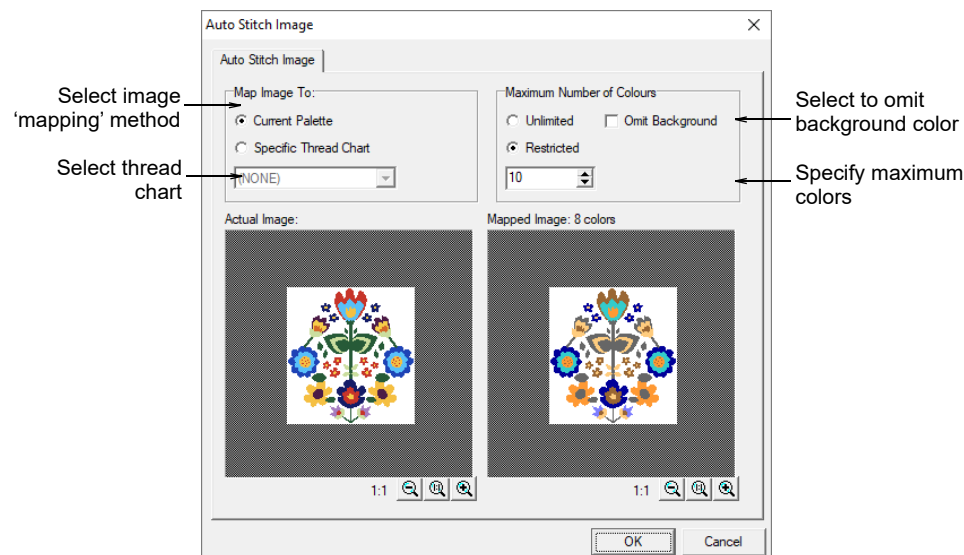 Auto Stitch Image
Auto Stitch Image
Select image
'mapping' method
Map Image To:
Current Palette
Specific Thread Chart
Select thread
chart
(NONE)
Maximum Number of Colours
Unlimited
Omit Background
Restricted
10
Select to omit
background color
Specify maximum
colors
Actual Image:
Mapped Image: 8 colors
1:1
1:1
OK
Cancel